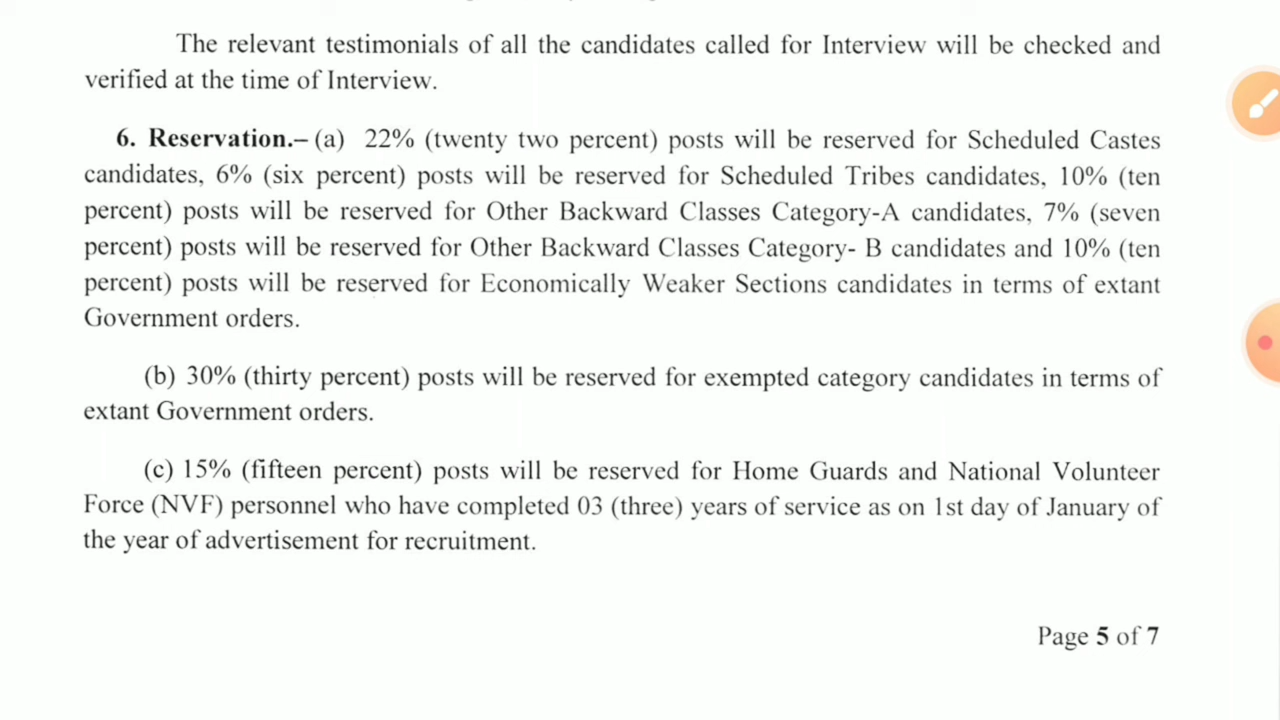 The relevant testimonials of all the candidates called for Interview will be checked and
verified at the time of Interview.
6. Reservation.– (a) 22% (twenty two percent) posts will be reserved for Scheduled Castes
candidates, 6% (six percent) posts will be reserved for Scheduled Tribes candidates, 10% (ten
percent) posts will be reserved for Other Backward Classes Category-A candidates, 7% (seven
percent) posts will be reserved for Other Backward Classes Category- B candidates and 10% (ten
percent) posts will be reserved for Economically Weaker Sections candidates in terms of extant
Government orders.
(b) 30% (thirty percent) posts will be reserved for exempted category candidates in terms of
extant Government orders.
(c) 15% (fifteen percent) posts will be reserved for Home Guards and National Volunteer
Force (NVF) personnel who have completed 03 (three) years of service as on 1st day of January of
the year of advertisement for recruitment.
Page 5 of 7